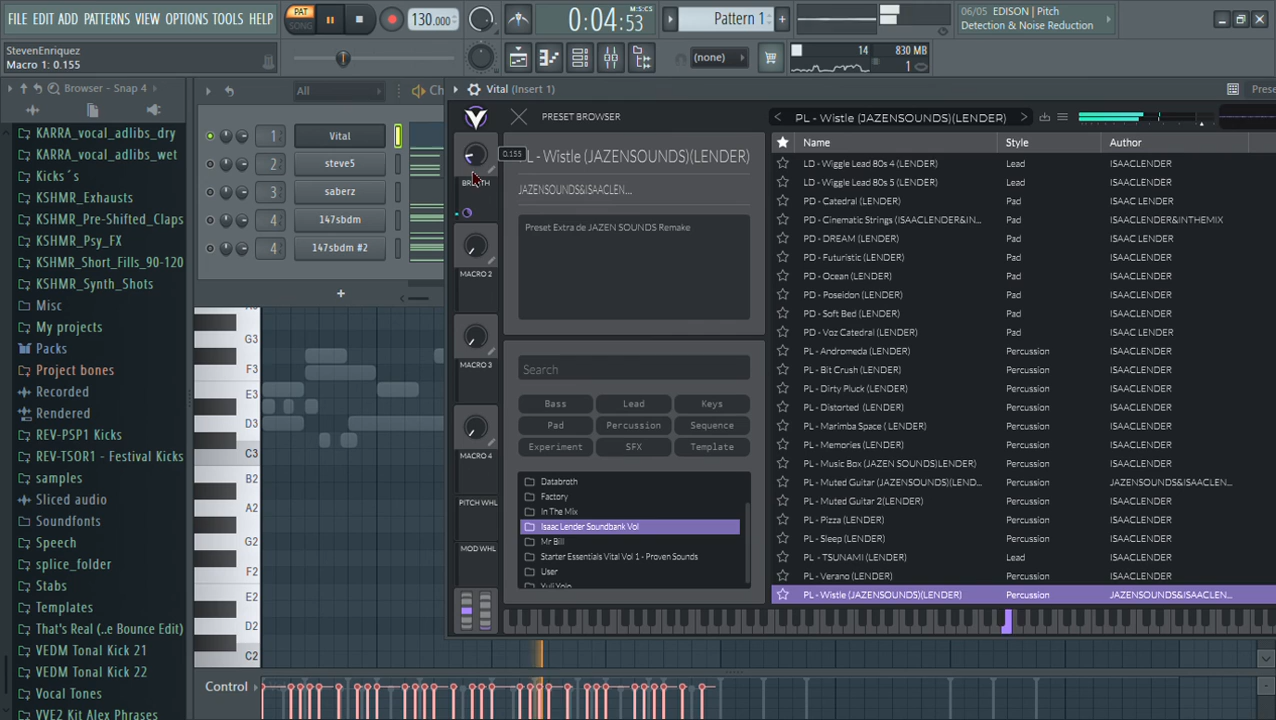 FILE EDIT ADD PATTERNS VIEW OPTIONS TOOLS HELP
PAT
SONG
130.000
0:04:53
M:S:CS
Pattern 1
06/05 EDISON | Pitch
Detection & Noise Reduction
StevenEnriquez
Macro 1: 0.155
(none)
14
830 MB
1
Browser - Snap 4
All
Ch
Vital (Insert 1)
Prese
KARRA_vocal_adlibs_dry
KARRA_vocal_adlibs_wet
Kicks´s
KSHMR_Exhausts
KSHMR_Pre-Shifted_Claps
KSHMR_Psy_FX
KSHMR_Short_Fills_90-120
KSHMR_Synth_Shots
Misc
My projects
Packs
Project bones
Recorded
Rendered
REV-PSP1 Kicks
REV-TSOR1 - Festival Kicks
samples
Sliced audio
Soundfonts
Speech
splice_folder
Stabs
Templates
That's Real (..e Bounce Edit)
VEDM Tonal Kick 21
VEDM Tonal Kick 22
Vocal Tones
VVE2 Kit Alex Phrases
1 Vital
2 steve5
3 saberz
4 147sbdm
4 147sbdm #2
+
G3
F3
E3
D3
C3
B2
A2
G2
F2
E2
D2
C2
Control
PRESET BROWSER
PL - Wistle (JAZENSOUNDS)(LENDER)
0.155
PL - Wistle (JAZENSOUNDS)(LENDER)
JAZENSOUNDS&ISAACLEN...
Preset Extra de JAZEN SOUNDS Remake
MACRO 2
MACRO 3
MACRO 4
PITCH WHL
MOD WHL
Search
Bass Lead Keys
Pad Percussion Sequence
Experiment SFX Template
Databroth
Factory
In The Mix
Isaac Lender Soundbank Vol
Mr Bill
Starter Essentials Vital Vol 1 - Proven Sounds
User
Name Style Author
LD - Wiggle Lead 80s 4 (LENDER) Lead ISAACLENDER
LD - Wiggle Lead 80s 5 (LENDER) Lead ISAACLENDER
PD - Catedral (LENDER) Pad ISAAC LENDER
PD - Cinematic Strings (ISAACLENDER&IN... Pad ISAACLENDER&INTHEMIX
PD - DREAM (LENDER) Pad ISAAC LENDER
PD - Futuristic (LENDER) Pad ISAACLENDER
PD - Ocean (LENDER) Pad ISAACLENDER
PD - Poseidon (LENDER) Pad ISAACLENDER
PD - Soft Bed (LENDER) Pad ISAACLENDER
PD - Voz Catedral (LENDER) Pad ISAAC LENDER
PL - Andromeda (LENDER) Percussion ISAACLENDER
PL - Bit Crush (LENDER) Percussion ISAACLENDER
PL - Dirty Pluck (LENDER) Percussion ISAACLENDER
PL - Distorted (LENDER) Percussion ISAACLENDER
PL - Marimba Space ( LENDER) Percussion ISAACLENDER
PL - Memories (LENDER) Percussion ISAACLENDER
PL - Music Box (JAZEN SOUNDS)(LENDER) Percussion ISAACLENDER
PL - Muted Guitar (JAZENSOUNDS)(LEND... Percussion JAZENSOUNDS&ISAACLEN...
PL - Muted Guitar 2(LENDER) Percussion ISAACLENDER
PL - Pizza (LENDER) Percussion ISAACLENDER
PL - Sleep (LENDER) Percussion ISAACLENDER
PL - TSUNAMI (LENDER) Lead ISAACLENDER
PL - Verano (LENDER) Percussion ISAACLENDER
PL - Wistle (JAZENSOUNDS)(LENDER) Percussion JAZENSOUNDS&ISAACLEN...